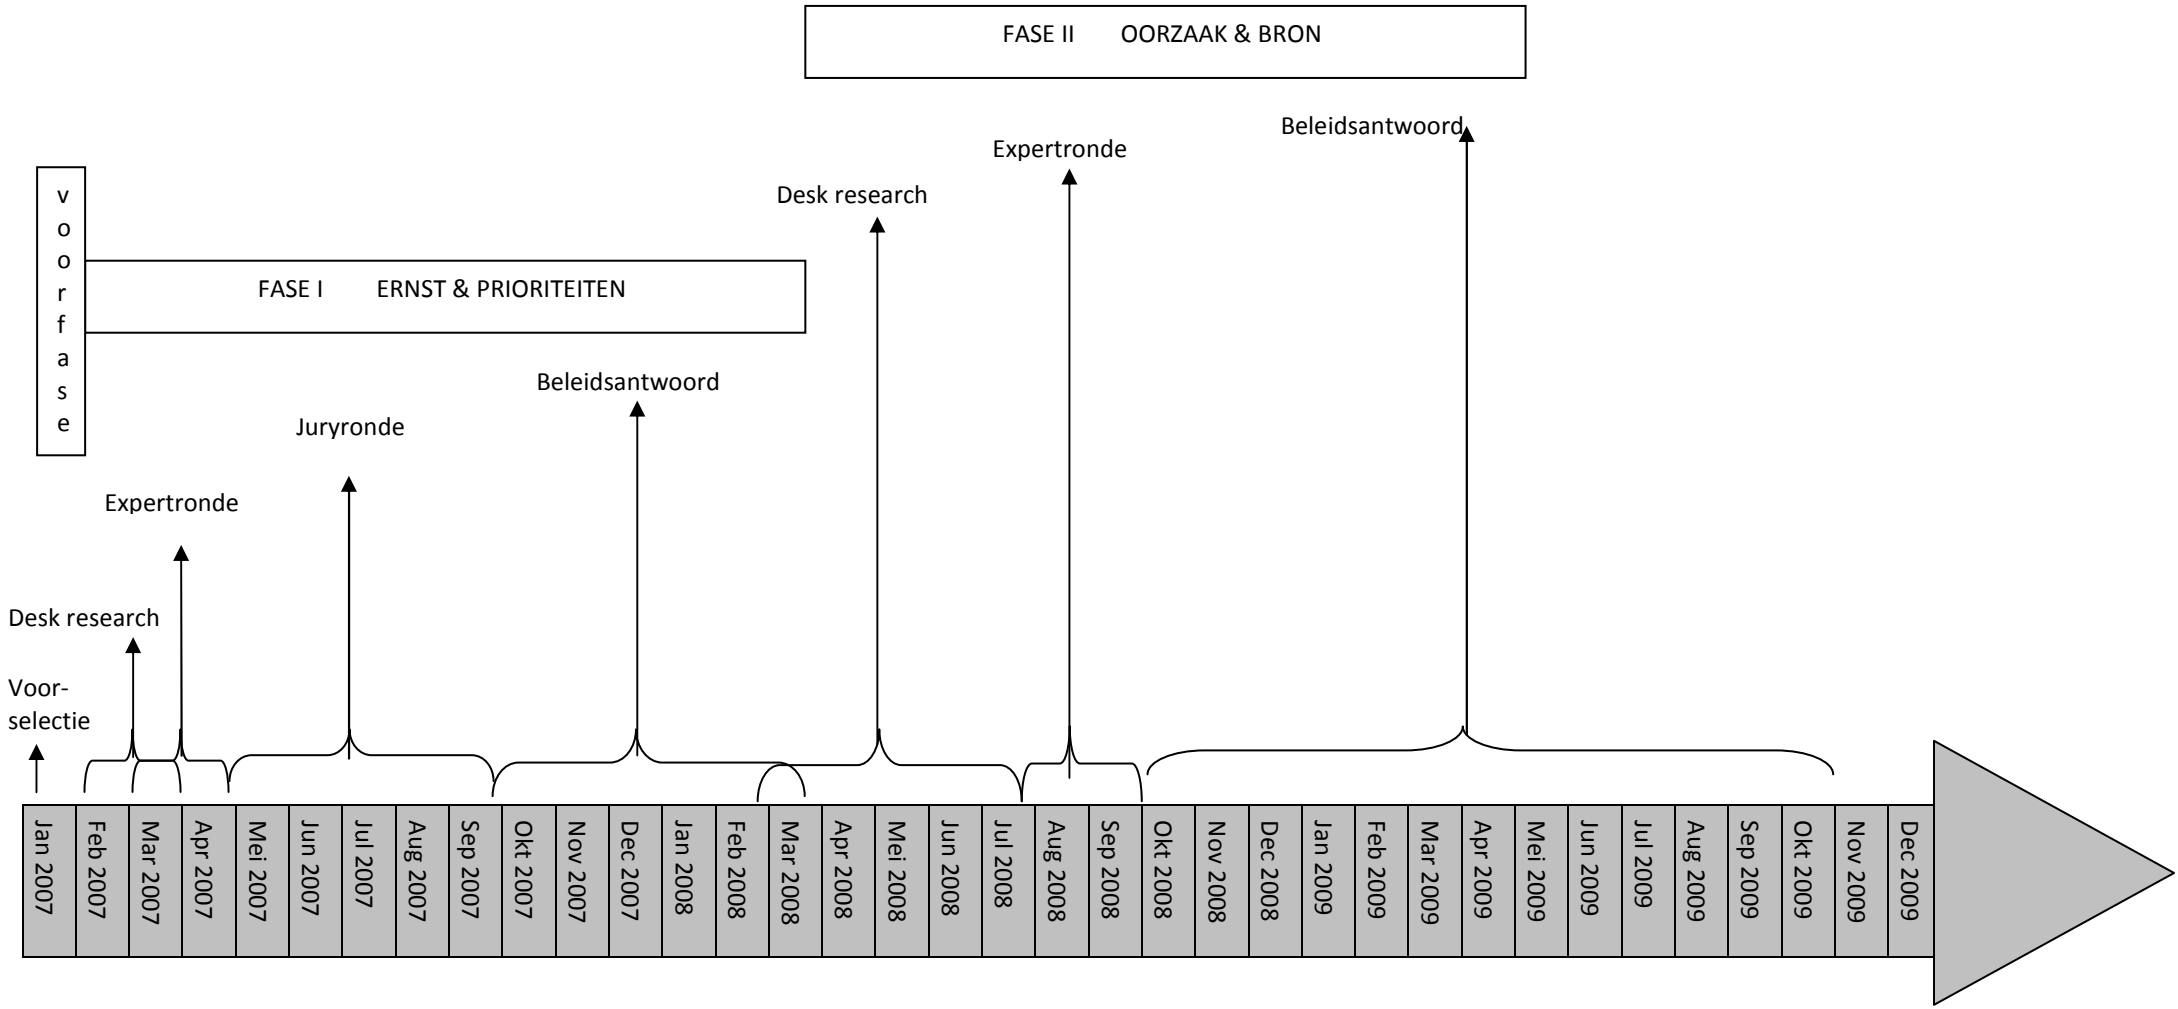 FASE II OORZAAK & BRON
Beleidsantwoord
Expertronde
Desk research
voorfase
FASE I ERNST & PRIORITEITEN
Beleidsantwoord
Juryronde
Expertronde
Desk research
Voor-
selectie
Jan 2007
Feb 2007
Mar 2007
Apr 2007
Mei 2007
Jun 2007
Jul 2007
Aug 2007
Sep 2007
Okt 2007
Nov 2007
Dec 2007
Jan 2008
Feb 2008
Mar 2008
Apr 2008
Mei 2008
Jun 2008
Jul 2008
Aug 2008
Sep 2008
Okt 2008
Nov 2008
Dec 2008
Jan 2009
Feb 2009
Mar 2009
Apr 2009
Mei 2009
Jun 2009
Jul 2009
Aug 2009
Sep 2009
Okt 2009
Nov 2009
Dec 2009